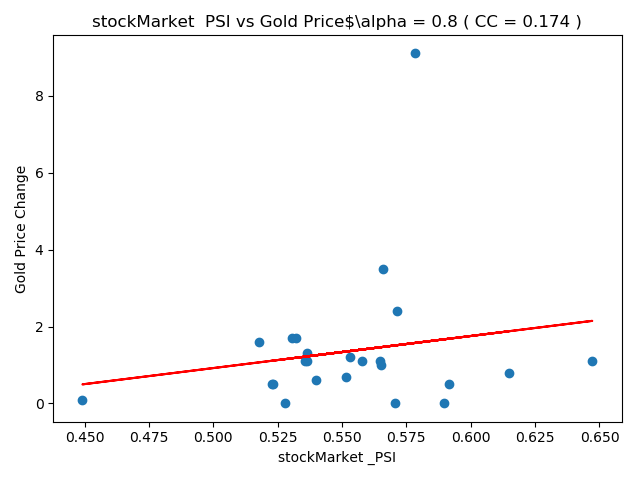 stockMarket  PSI vs Gold Price$\alpha = 0.8 ( CC = 0.174 )
Gold Price Change
8
6
4
2
0
0.450 0.475 0.500 0.525 0.550 0.575 0.600 0.625 0.650
stockMarket _PSI